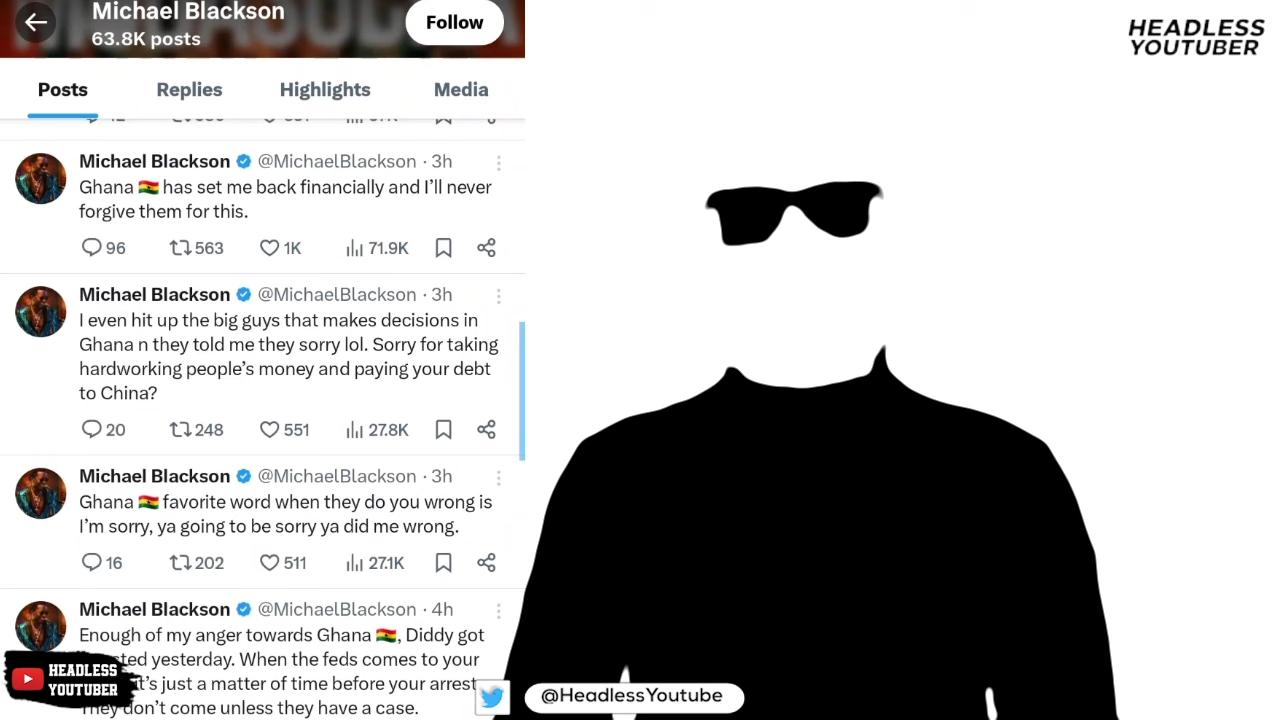 Michael Blackson
63.8K posts
Follow
HEADLESS
YOUTUBER
Posts Replies Highlights Media
Michael Blackson @MichaelBlackson · 3h
Ghana 🇬🇭 has set me back financially and I'll never
forgive them for this.
96 563 1K 71.9K
Michael Blackson @MichaelBlackson · 3h
I even hit up the big guys that makes decisions in
Ghana n they told me they sorry lol. Sorry for taking
hardworking people's money and paying your debt
to China?
20 248 551 27.8K
Michael Blackson @MichaelBlackson · 3h
Ghana 🇬🇭 favorite word when they do you wrong is
I'm sorry, ya going to be sorry ya did me wrong.
16 202 511 27.1K
Michael Blackson @MichaelBlackson · 4h
Enough of my anger towards Ghana 🇬🇭, Diddy got
yesterday. When the feds comes to your
it's just a matter of time before your arrest
They don't come unless they have a case.
HEADLESS
YOUTUBER
@HeadlessYoutube